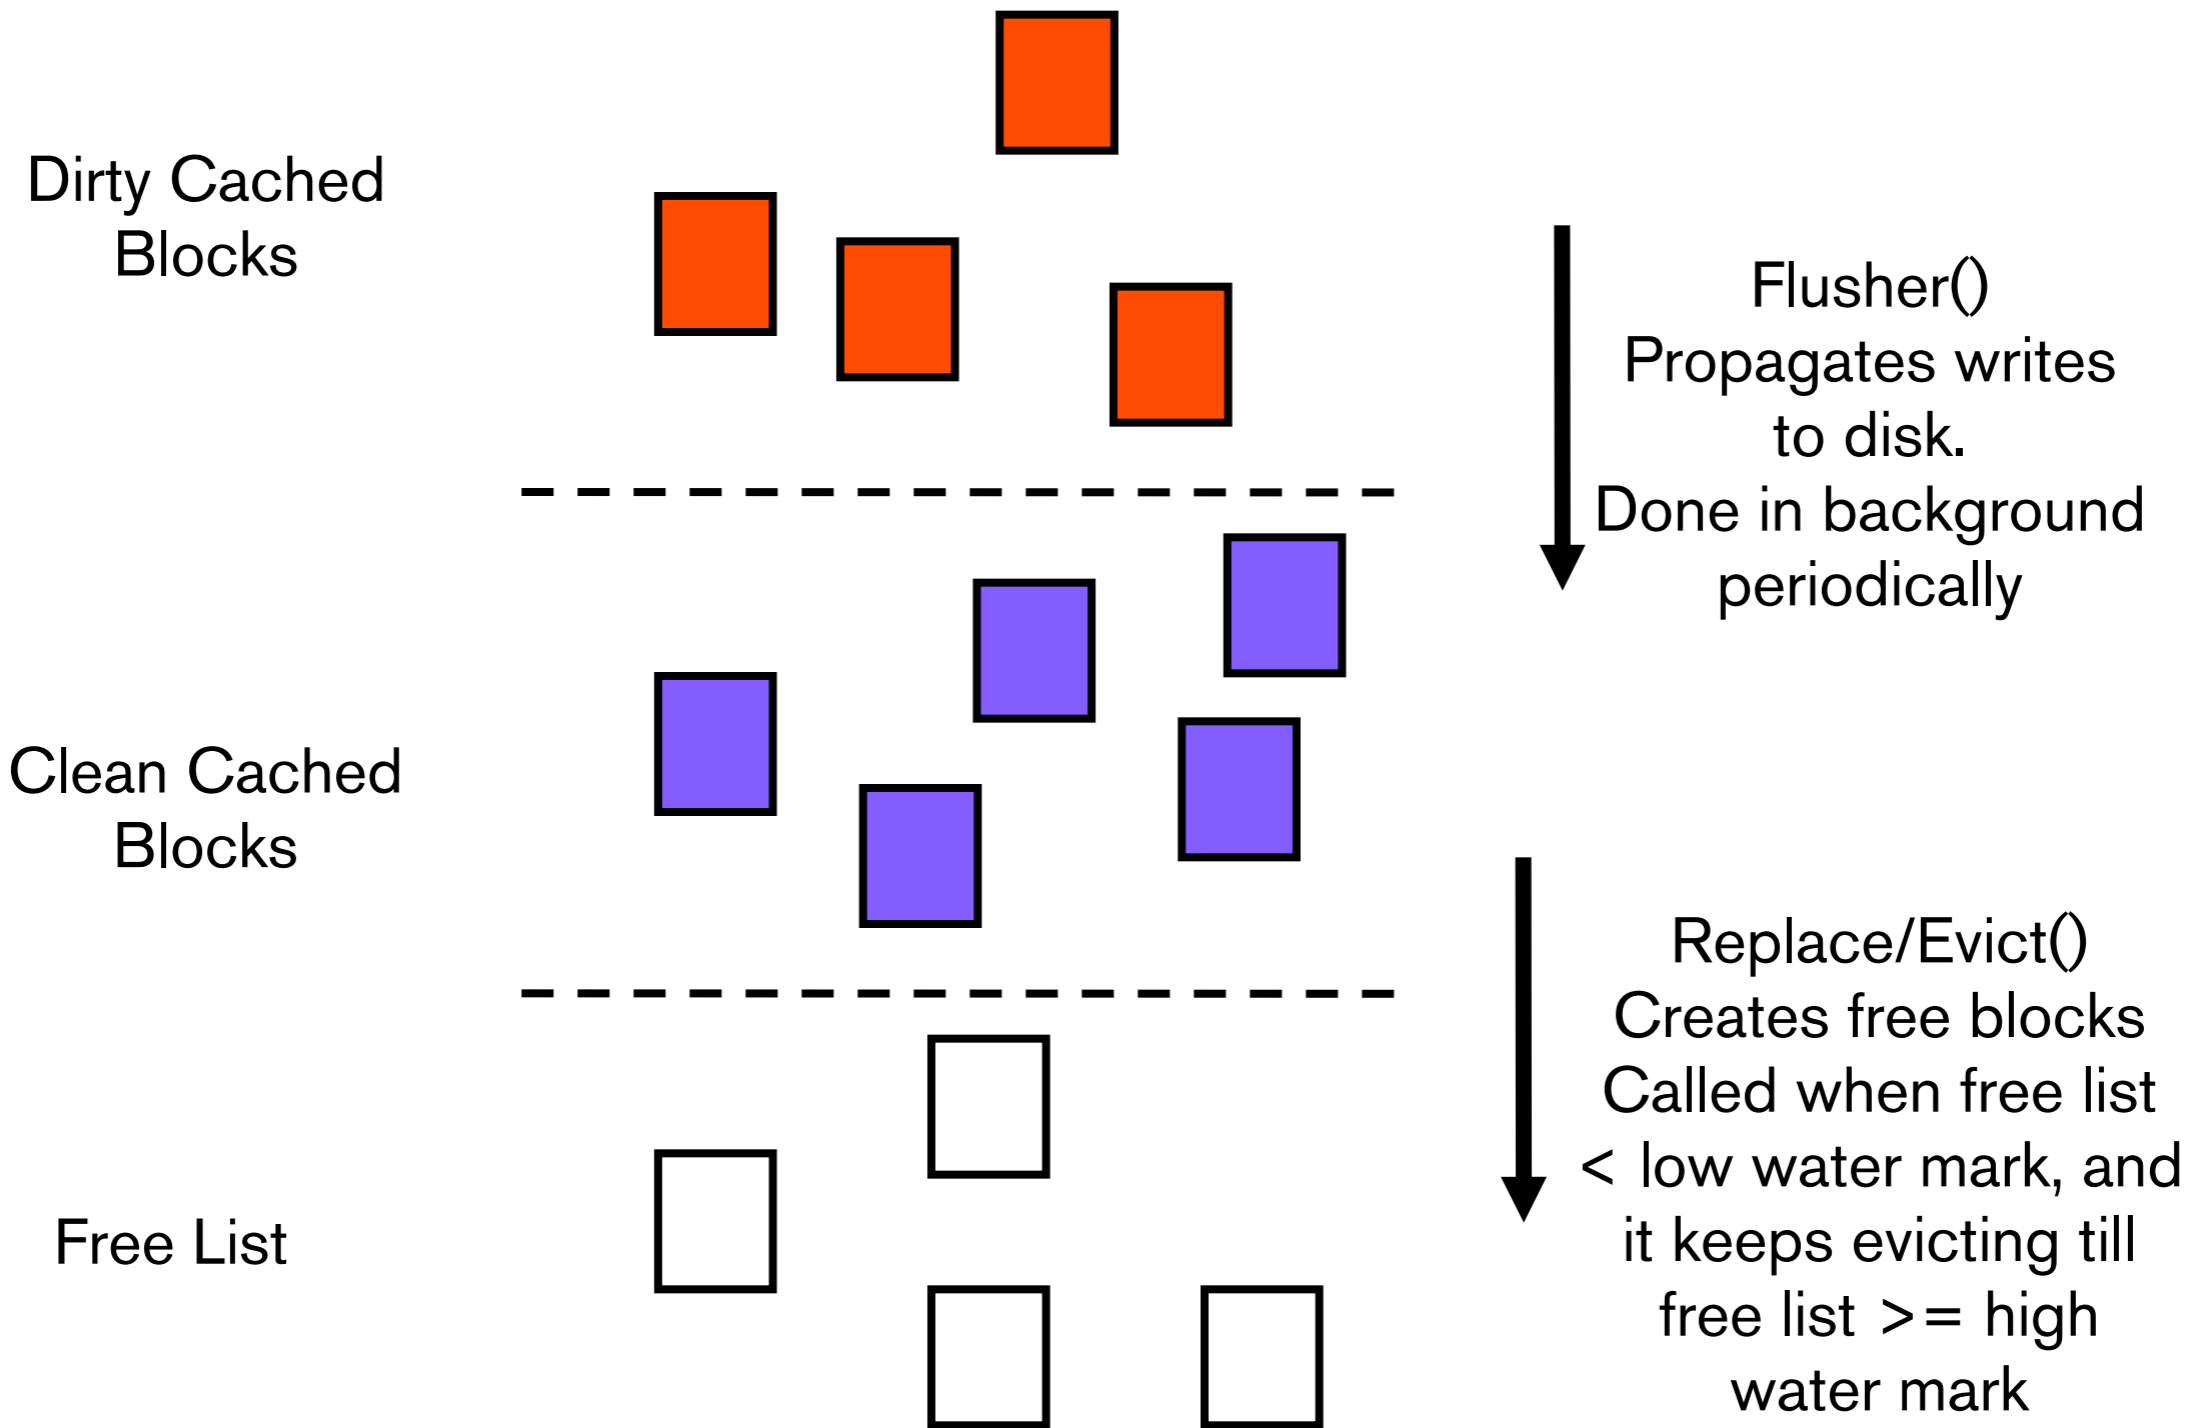 Dirty Cached
Blocks
Flusher()
Propagates writes
to disk.
Done in background
periodically
Clean Cached
Blocks
Replace/Evict()
Creates free blocks
Called when free list
< low water mark, and
it keeps evicting till
free list >= high
water mark
Free List